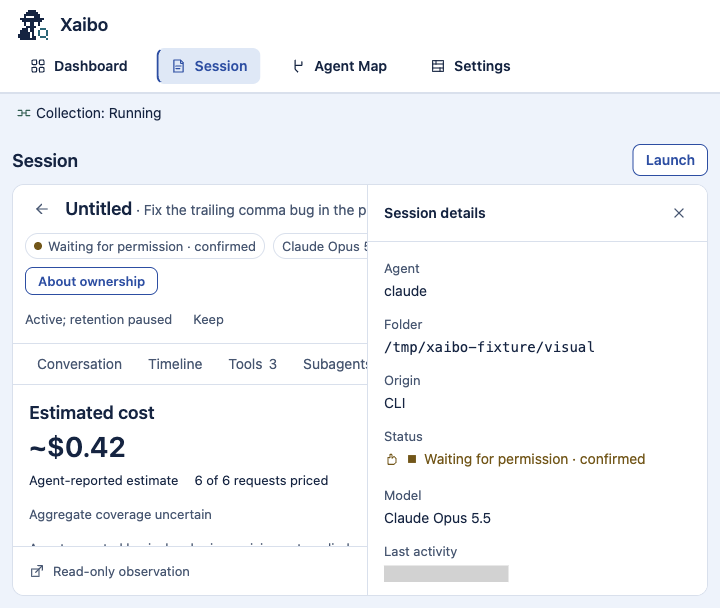 Xaibo
Dashboard
Session
Agent Map
Settings
Collection: Running
Session
Launch
Untitled · Fix the trailing comma bug in the p
Waiting for permission · confirmed
Claude Opus
About ownership
Active; retention paused
Keep
Conversation
Timeline
Tools 3
Subagents
Estimated cost
~$0.42
Agent-reported estimate
6 of 6 requests priced
Aggregate coverage uncertain
Read-only observation
Session details
Agent
claude
Folder
/tmp/xaibo-fixture/visual
Origin
CLI
Status
Waiting for permission · confirmed
Model
Claude Opus 5.5
Last activity